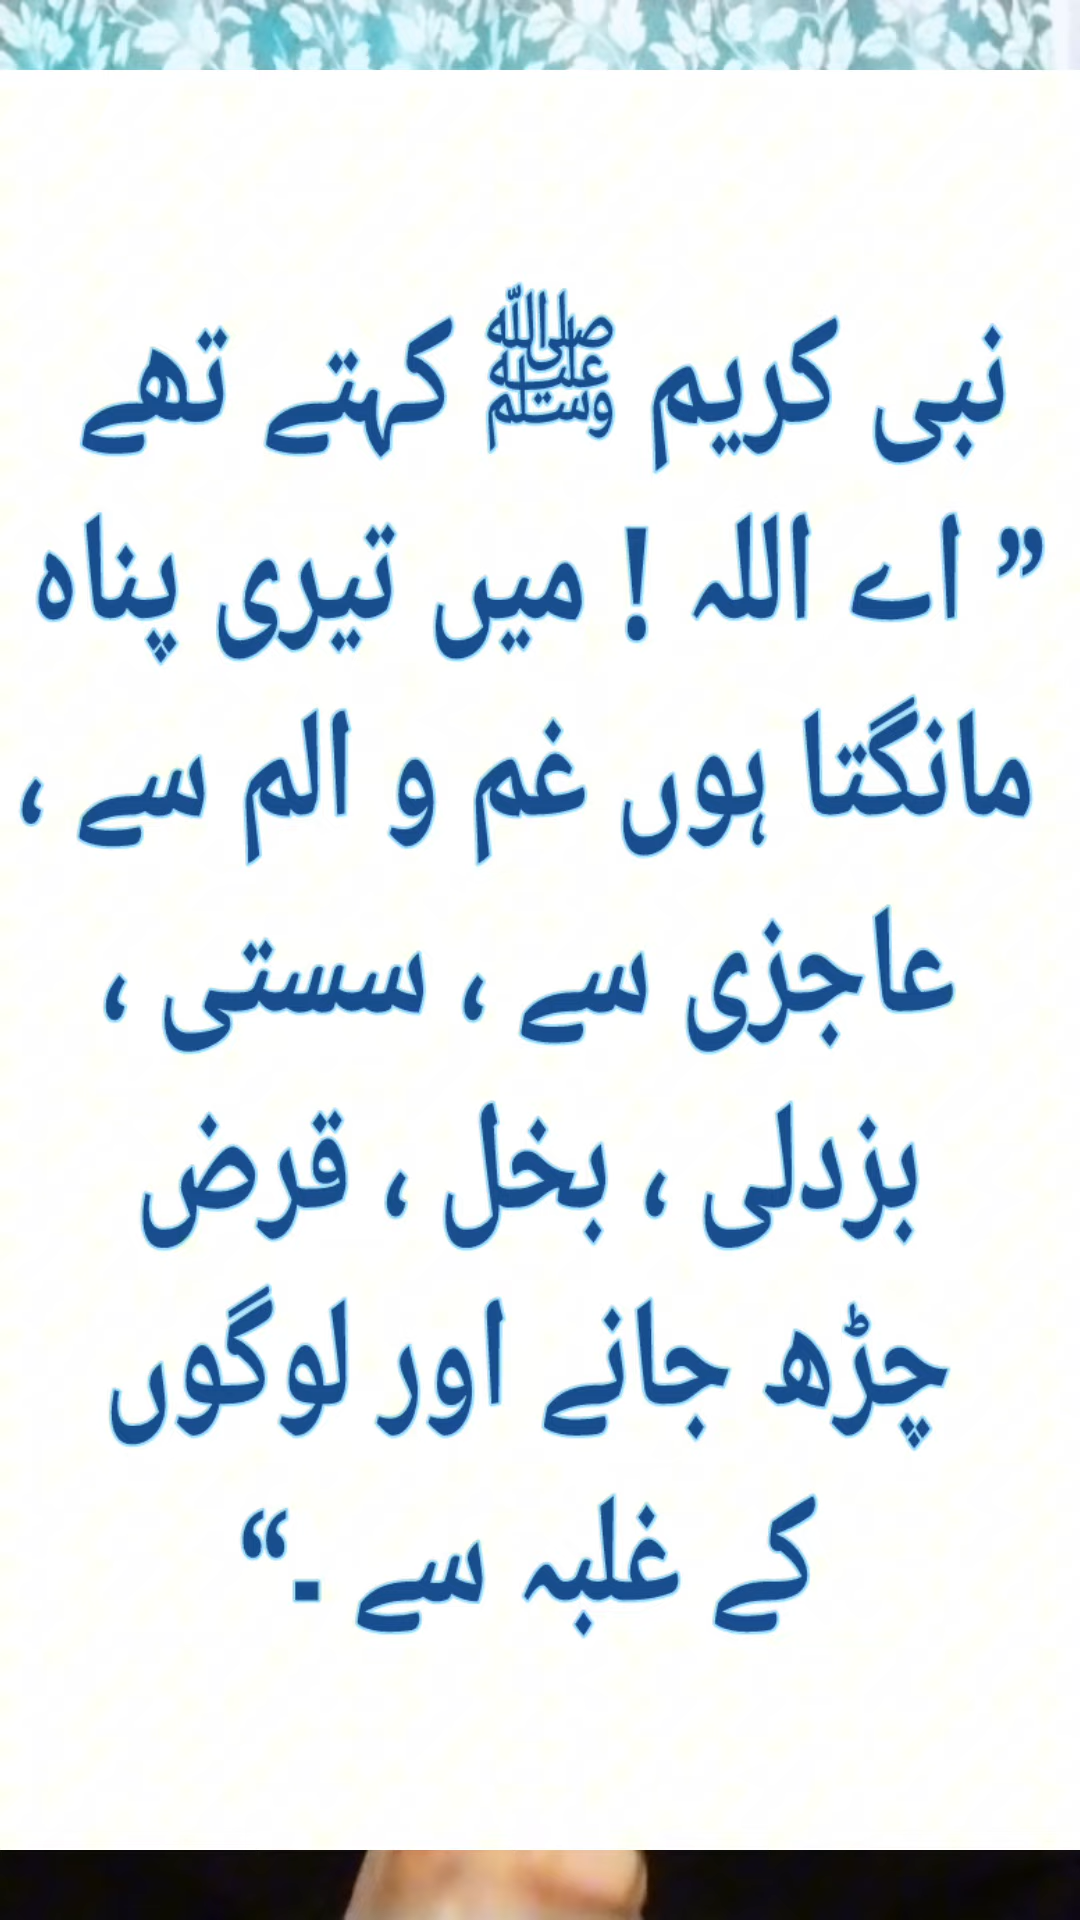 نبی کریم ﷺ کہتے تھے
” اے اللہ ! میں تیری پناہ
مانگتا ہوں غم و الم سے ،
عاجزی سے ، سستی ،
بزدلی ، بخل ، قرض
چڑھ جانے اور لوگوں
کے غلبہ سے ۔“